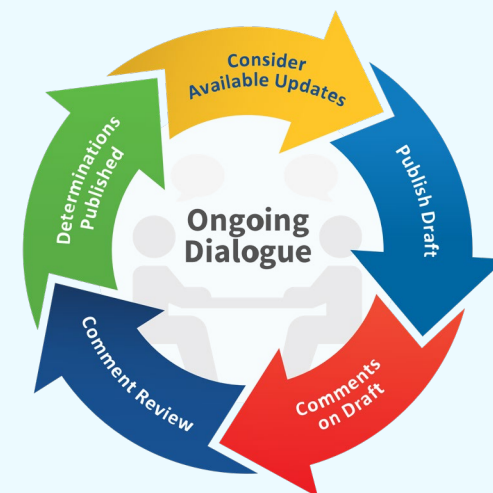 Consider
Available Updates
Publish Draft
Comments
on Draft
Comment Review
Determinations
Published
Ongoing
Dialogue